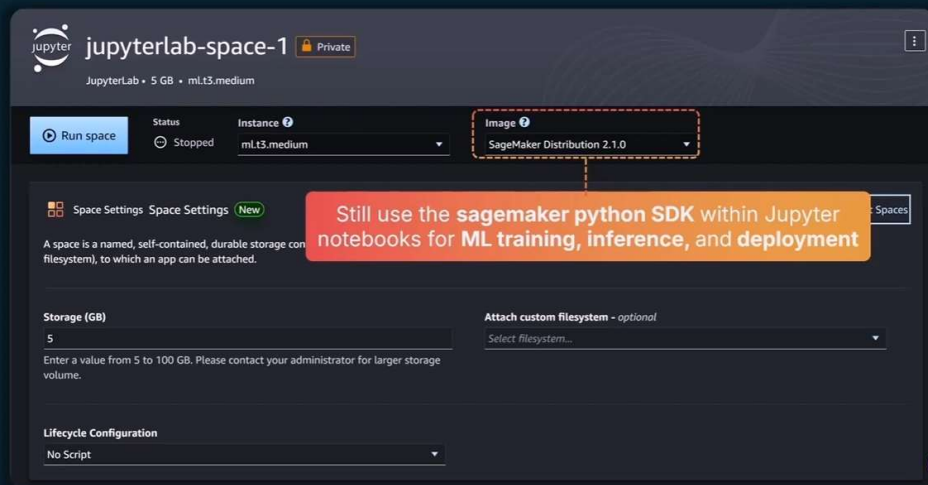 jupyter
jupyterlab-space-1
Private
JupyterLab • 5 GB • ml.t3.medium
Run space
Status
Stopped
Instance
ml.t3.medium
Image
SageMaker Distribution 2.1.0
Space Settings Space Settings New
Spaces
Still use the sagemaker python SDK within Jupyter
notebooks for ML training, inference, and deployment
A space is a named, self-contained, durable storage con
filesystem), to which an app can be attached.
Storage (GB)
5
Enter a value from 5 to 100 GB. Please contact your administrator for larger storage
volume.
Attach custom filesystem - optional
Select filesystem...
Lifecycle Configuration
No Script